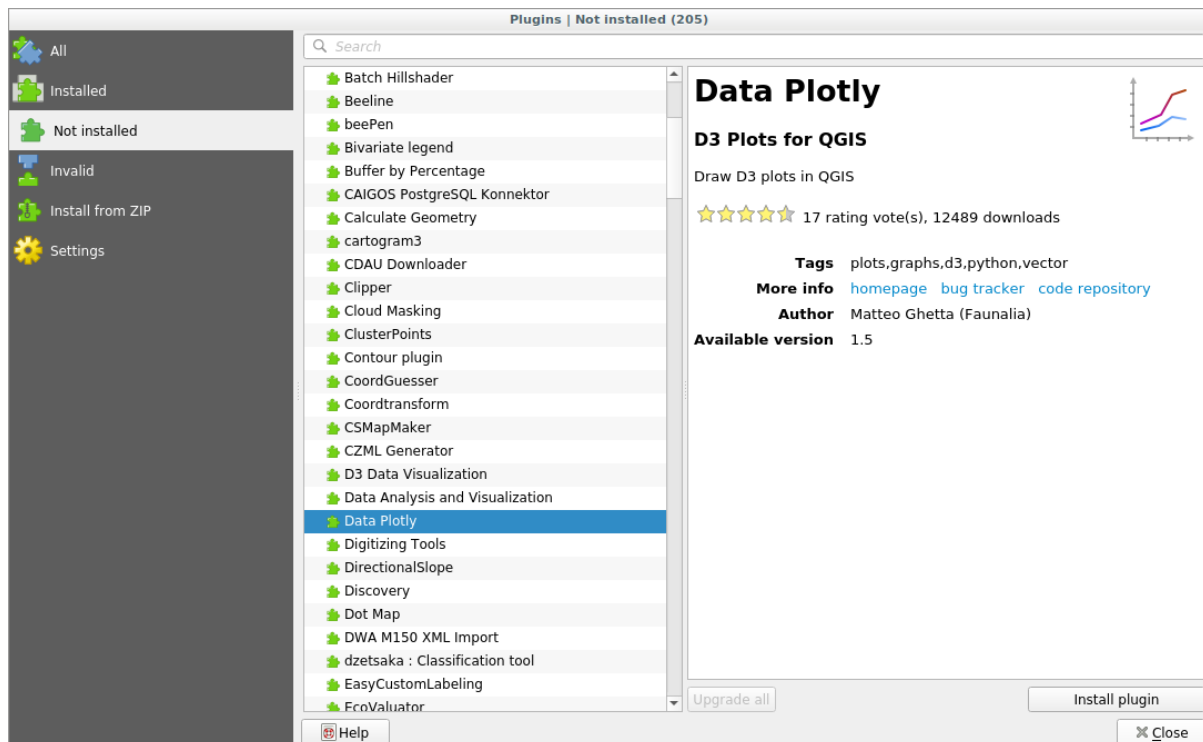 Plugins | Not installed (205)
All
Installed
Not installed
Invalid
Install from ZIP
Settings
Search
Batch Hillshader
Beeline
beePen
Bivariate legend
Buffer by Percentage
CAIGOS PostgreSQL Konnektor
Calculate Geometry
cartogram3
CDAU Downloader
Clipper
Cloud Masking
ClusterPoints
Contour plugin
CoordGuesser
Coordtransform
CSMapMaker
CZML Generator
D3 Data Visualization
Data Analysis and Visualization
Data Plotly
Digitizing Tools
DirectionalSlope
Discovery
Dot Map
DWA M150 XML Import
dzetsaka : Classification tool
EasyCustomLabeling
EcoValuator
Data Plotly
D3 Plots for QGIS
Draw D3 plots in QGIS
17 rating vote(s), 12489 downloads
Tags plots,graphs,d3,python,vector
More info homepage bug tracker code repository
Author Matteo Ghetta (Faunalia)
Available version 1.5
Upgrade all
Install plugin
Help
Close